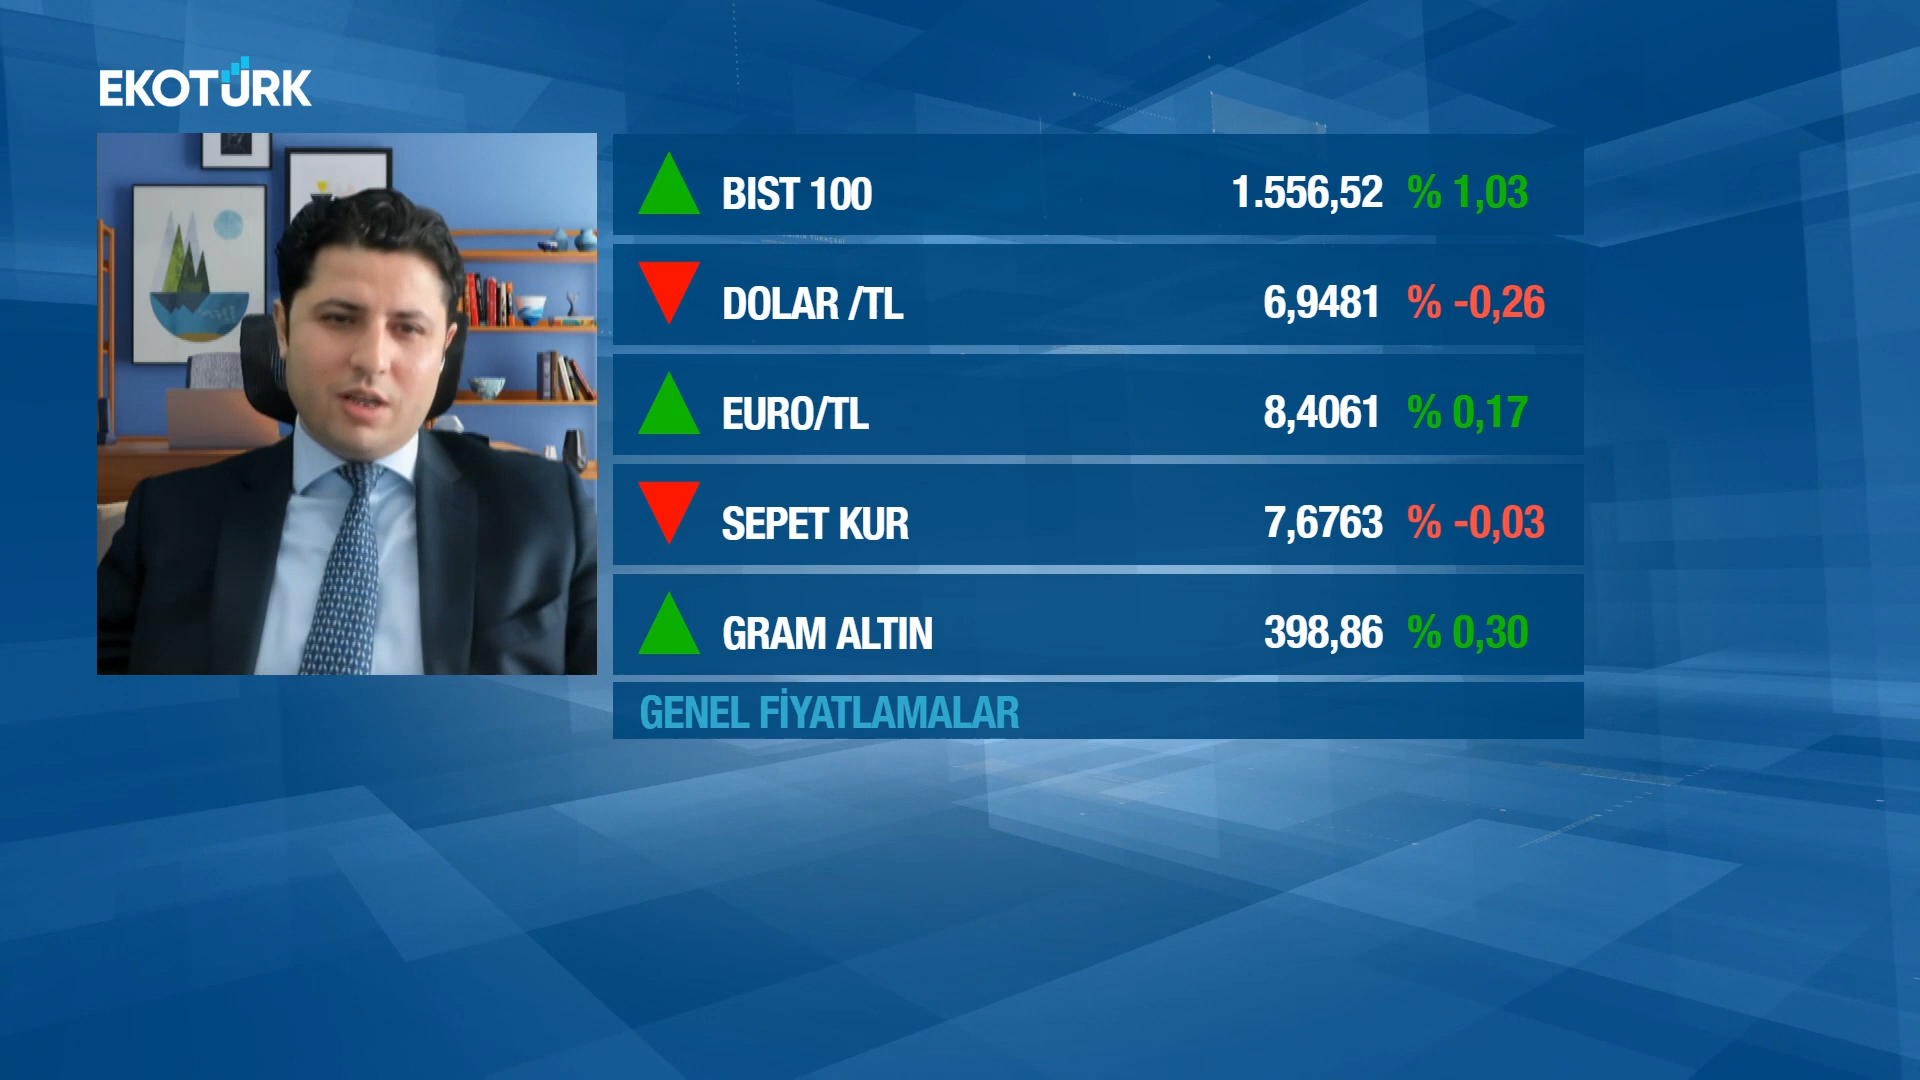 EKOTÜRK
BIST 100 1.556,52 % 1,03
DOLAR /TL 6,9481 % -0,26
EURO/TL 8,4061 % 0,17
SEPET KUR 7,6763 % -0,03
GRAM ALTIN 398,86 % 0,30
GENEL FİYATLAMALAR